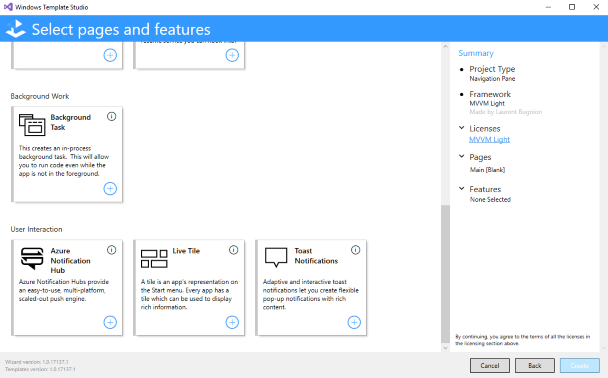 Windows Template Studio
Select pages and features
Background Work
Background
Task
This creates an in-process
background task. This will allow
you to run code even while the
app is not in the foreground.
User Interaction
Azure
Notification
Hub
Azure Notification Hubs provide
an easy-to-use, multi-platform,
scaled-out push engine.
Live Tile
A tile is an app's representation on
the Start menu. Every app has a
tile which can be used to display
rich information.
Toast
Notifications
Adaptive and interactive toast
notifications let you create flexible
pop-up notifications with rich
content.
Summary
Project Type
Navigation Pane
Framework
MVVM Light
Made by Laurent Bugnion
Licenses
MVVM Light
Pages
Main [Blank]
Features
None Selected
By continuing, you agree to the terms of all the licenses in
the licensing section above.
Wizard version: 1.0.17137.1
Templates version: 1.0.17137.1
Cancel
Back
Create